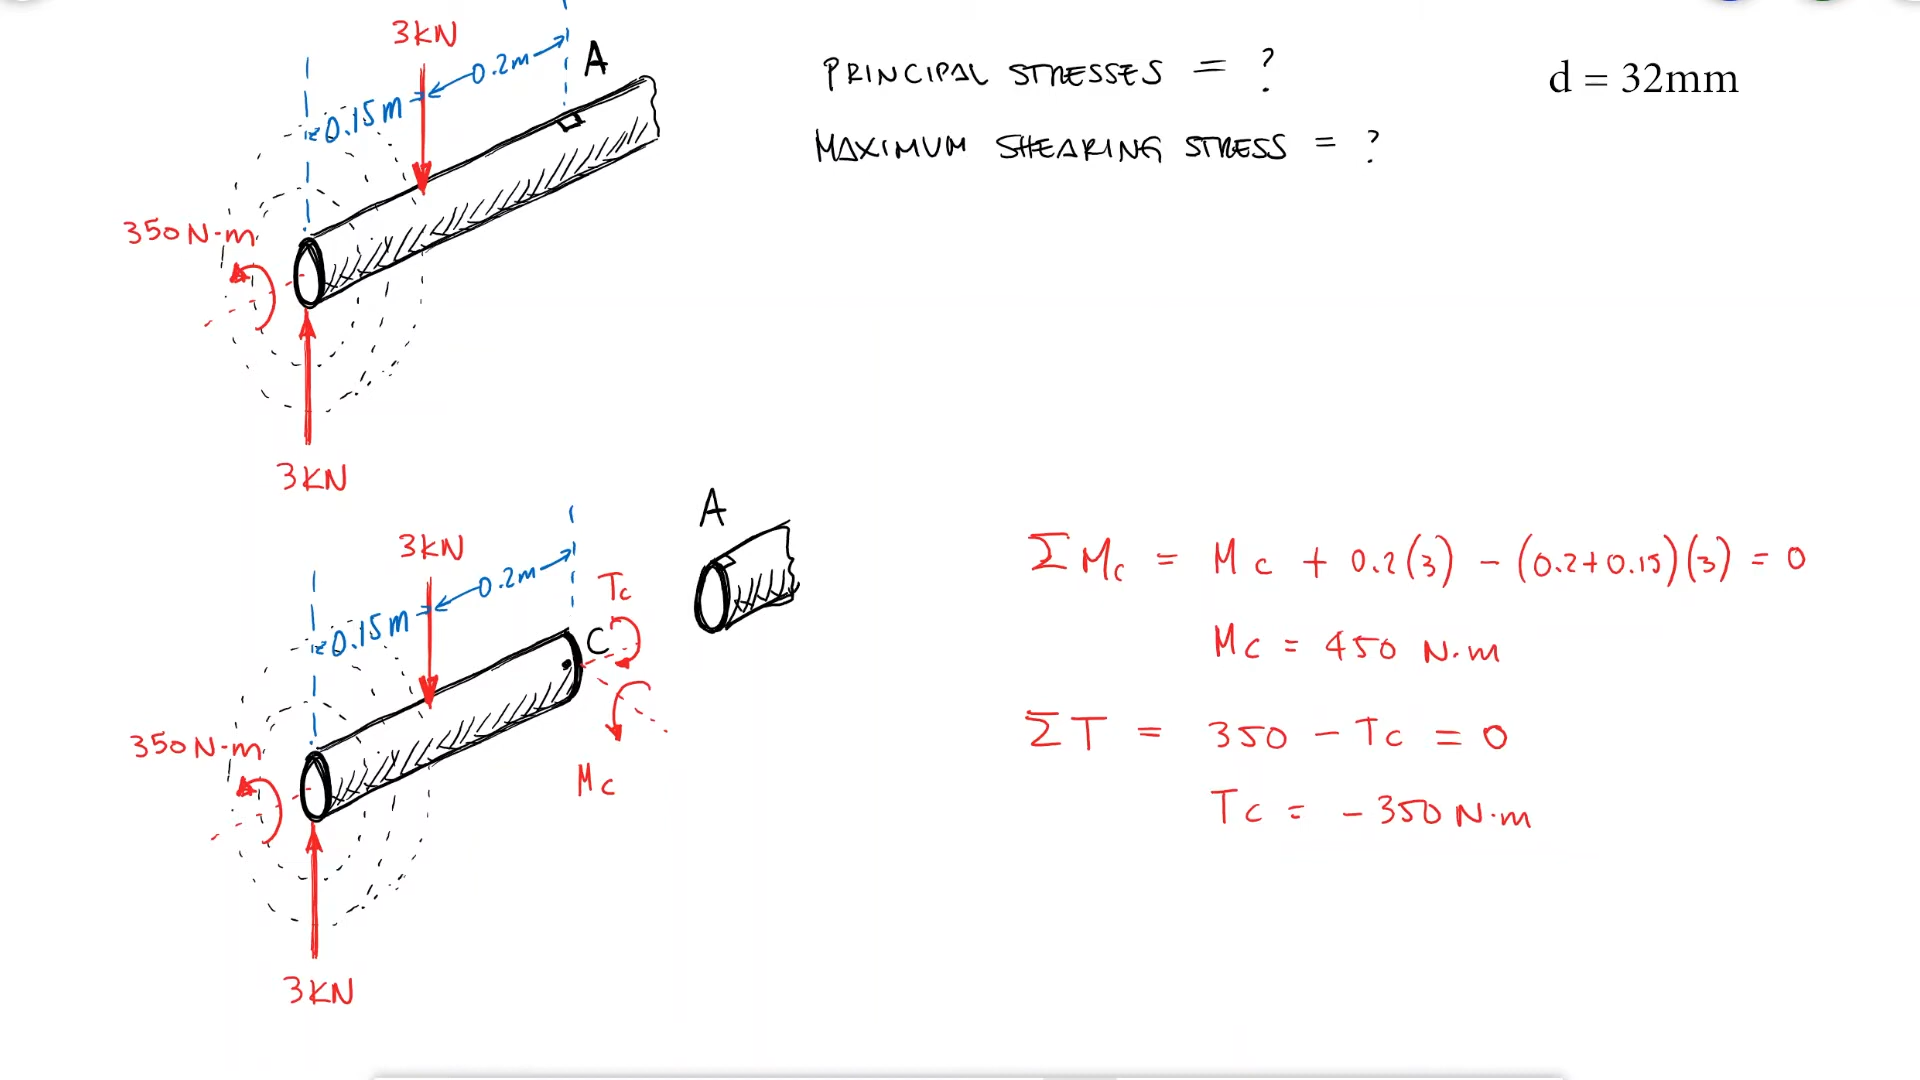 3kN
0.2m
A
0.15m
350 N·m
3kN
PRINCIPAL STRESSES = ?
d = 32mm
MAXIMUM SHEARING STRESS = ?
3kN
0.2m
Tc
A
0.15m
C
350 N·m
Mc
3kN
ΣMc = Mc + 0.2(3) - (0.2+0.15)(3) = 0
Mc = 450 N·m
ΣT = 350 - Tc = 0
Tc = -350 N·m